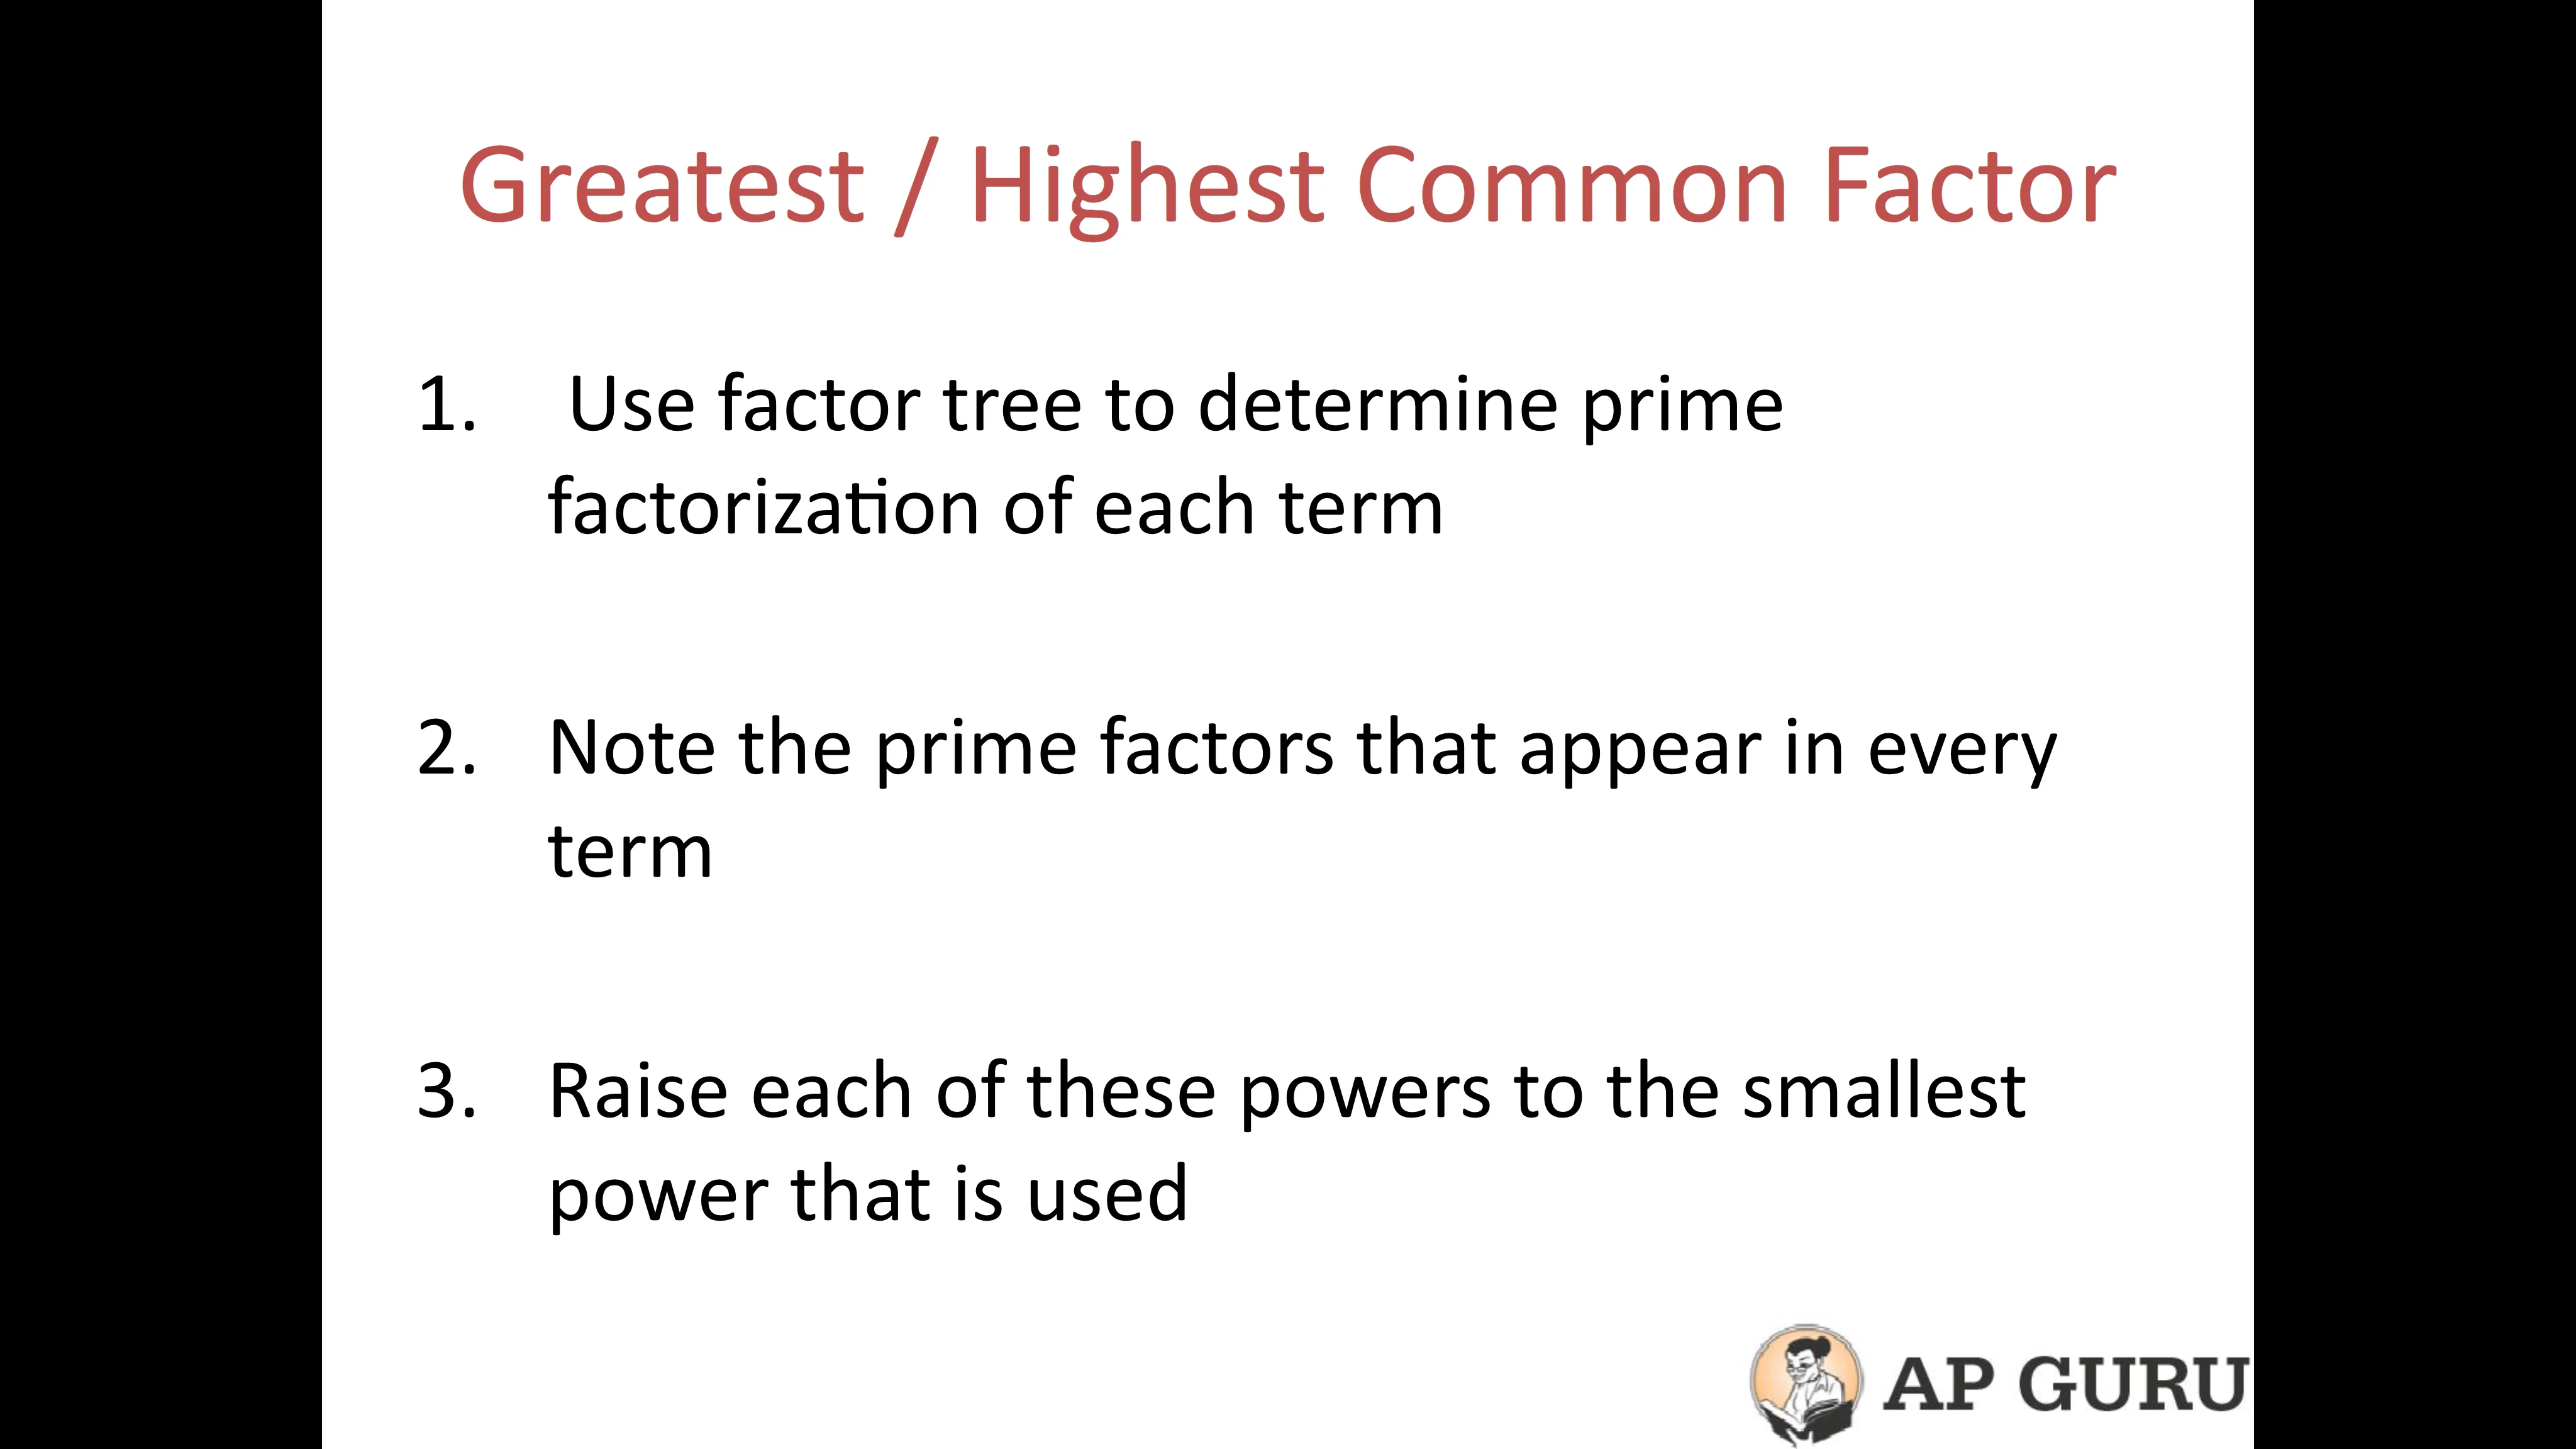 Greatest / Highest Common Factor
1. Use factor tree to determine prime
factorization of each term
2. Note the prime factors that appear in every
term
3. Raise each of these powers to the smallest
power that is used
AP GURU